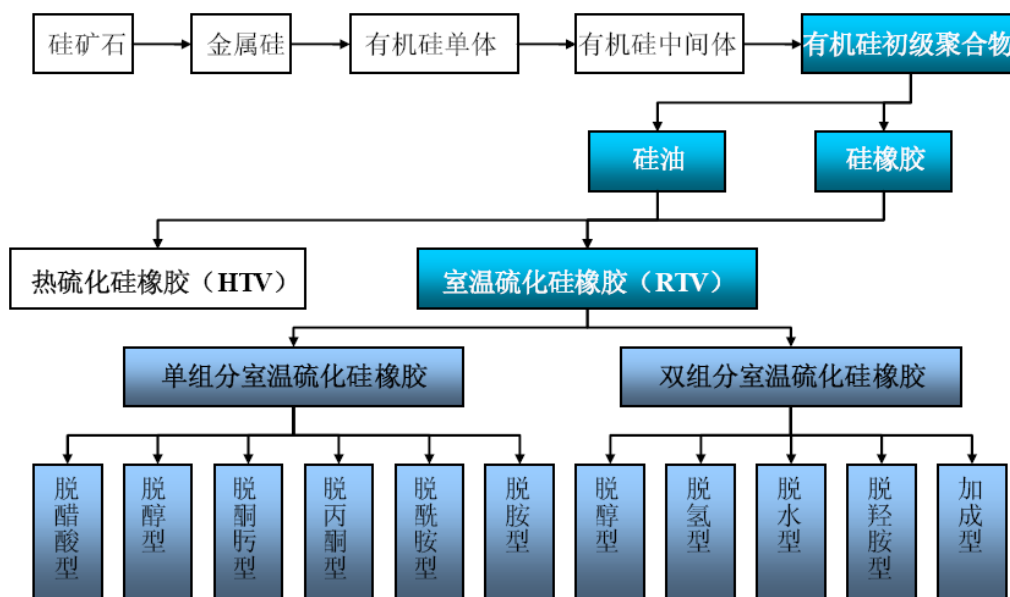 硅矿石
金属硅
有机硅单体
有机硅中间体
有机硅初级聚合物
硅油
硅橡胶
热硫化硅橡胶（HTV）
室温硫化硅橡胶（RTV）
单组分室温硫化硅橡胶
双组分室温硫化硅橡胶
脱醋酸型
脱醇型
脱酮肟型
脱丙酮型
脱酰胺型
脱胺型
脱醇型
脱氢型
脱水型
脱羟胺型
加成型